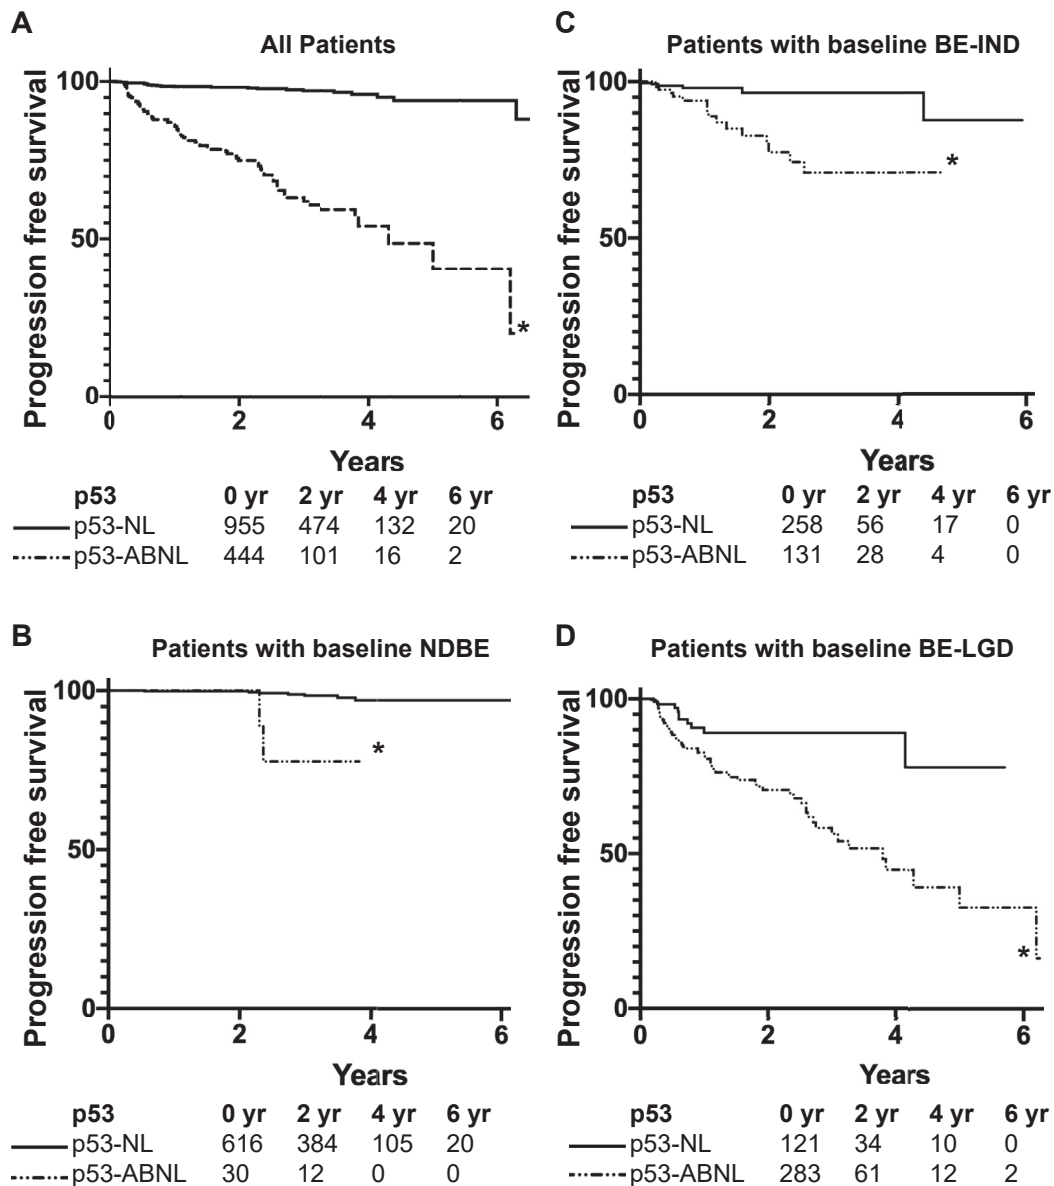 A
All Patients
Progression free survival
100
50
0
0 2 4 6
Years
p53 0 yr 2 yr 4 yr 6 yr
p53-NL 955 474 132 20
p53-ABNL 444 101 16 2
*
C
Patients with baseline BE-IND
Progression free survival
100
50
0
0 2 4 6
Years
p53 0 yr 2 yr 4 yr 6 yr
p53-NL 258 56 17 0
p53-ABNL 131 28 4 0
*
B
Patients with baseline NDBE
Progression free survival
100
50
0
0 2 4 6
Years
p53 0 yr 2 yr 4 yr 6 yr
p53-NL 616 384 105 20
p53-ABNL 30 12 0 0
*
D
Patients with baseline BE-LGD
Progression free survival
100
50
0
0 2 4 6
Years
p53 0 yr 2 yr 4 yr 6 yr
p53-NL 121 34 10 0
p53-ABNL 283 61 12 2
*